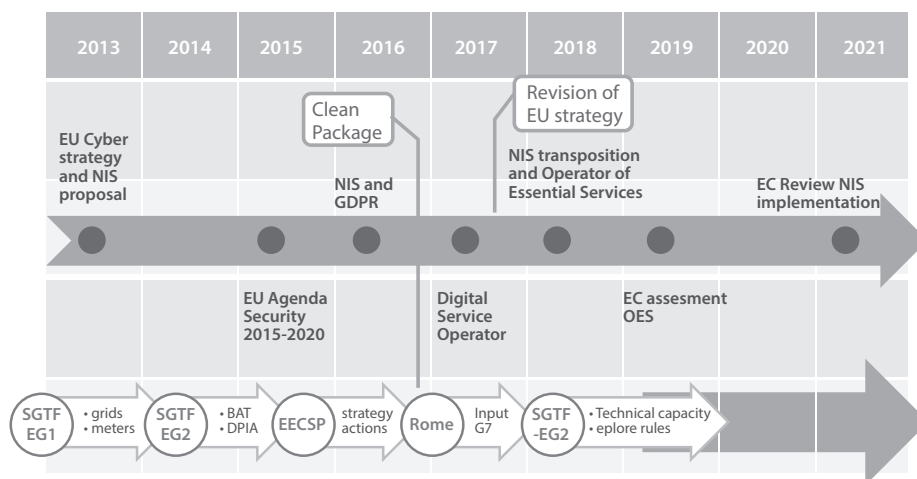 2013 2014 2015 2016 2017 2018 2019 2020 2021
Clean
Package
Revision of
EU strategy
EU Cyber
strategy
and NIS
proposal
NIS and
GDPR
NIS transposition
and Operator of
Essential Services
EC Review NIS
implementation
EU Agenda
Security
2015-2020
Digital
Service
Operator
EC assesment
OES
SGTF
EG1
• grids
• meters
SGTF
EG2
• BAT
• DPIA
EECSP
strategy
actions
Rome
Input
G7
SGTF
-EG2
• Technical capacity
• eplore rules